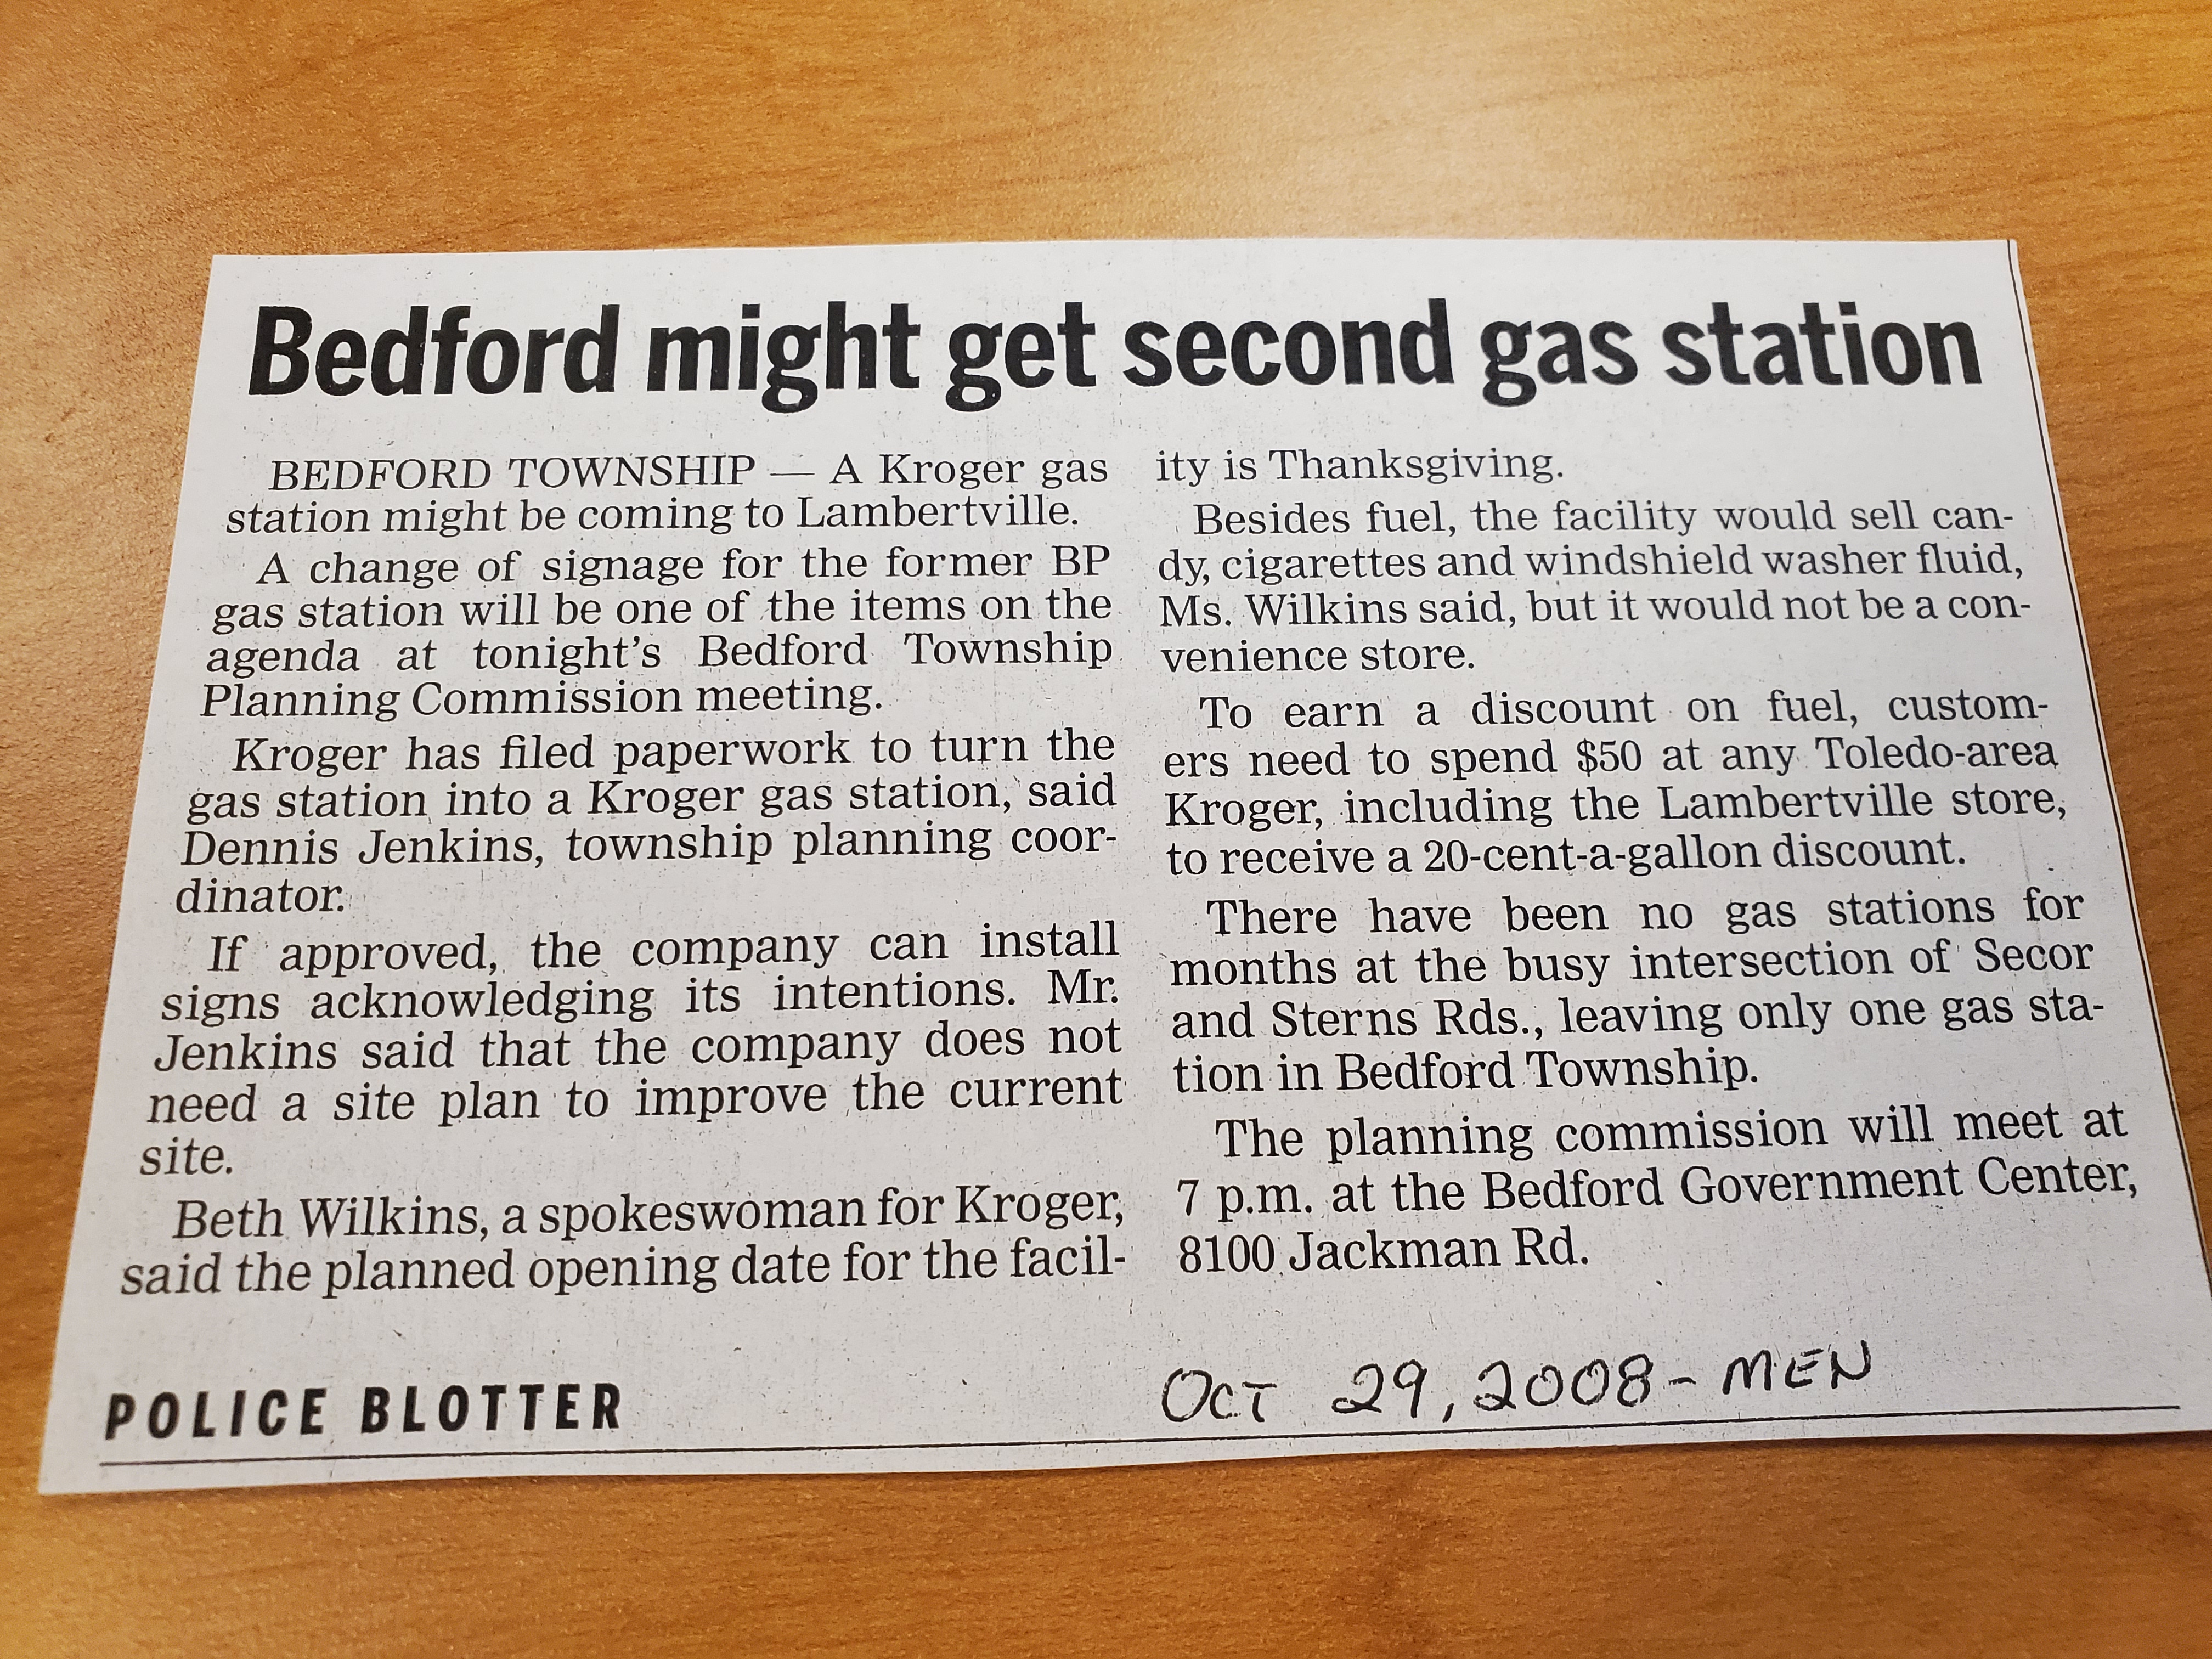 Bedford might get second gas station
BEDFORD TOWNSHIP — A Kroger gas
station might be coming to Lambertville.
A change of signage for the former BP
gas station will be one of the items on the
agenda at tonight's Bedford Township
Planning Commission meeting.
Kroger has filed paperwork to turn the
gas station into a Kroger gas station, said
Dennis Jenkins, township planning coor-
dinator.
If approved, the company can install
signs acknowledging its intentions. Mr.
Jenkins said that the company does not
need a site plan to improve the current
site.
Beth Wilkins, a spokeswoman for Kroger,
said the planned opening date for the facil-
ity is Thanksgiving.
Besides fuel, the facility would sell can-
dy, cigarettes and windshield washer fluid,
Ms. Wilkins said, but it would not be a con-
venience store.
To earn a discount on fuel, custom-
ers need to spend $50 at any Toledo-area
Kroger, including the Lambertville store,
to receive a 20-cent-a-gallon discount.
There have been no gas stations for
months at the busy intersection of Secor
and Sterns Rds., leaving only one gas sta-
tion in Bedford Township.
The planning commission will meet at
7 p.m. at the Bedford Government Center,
8100 Jackman Rd.
POLICE BLOTTER
OCT 29, 2008 - MEN